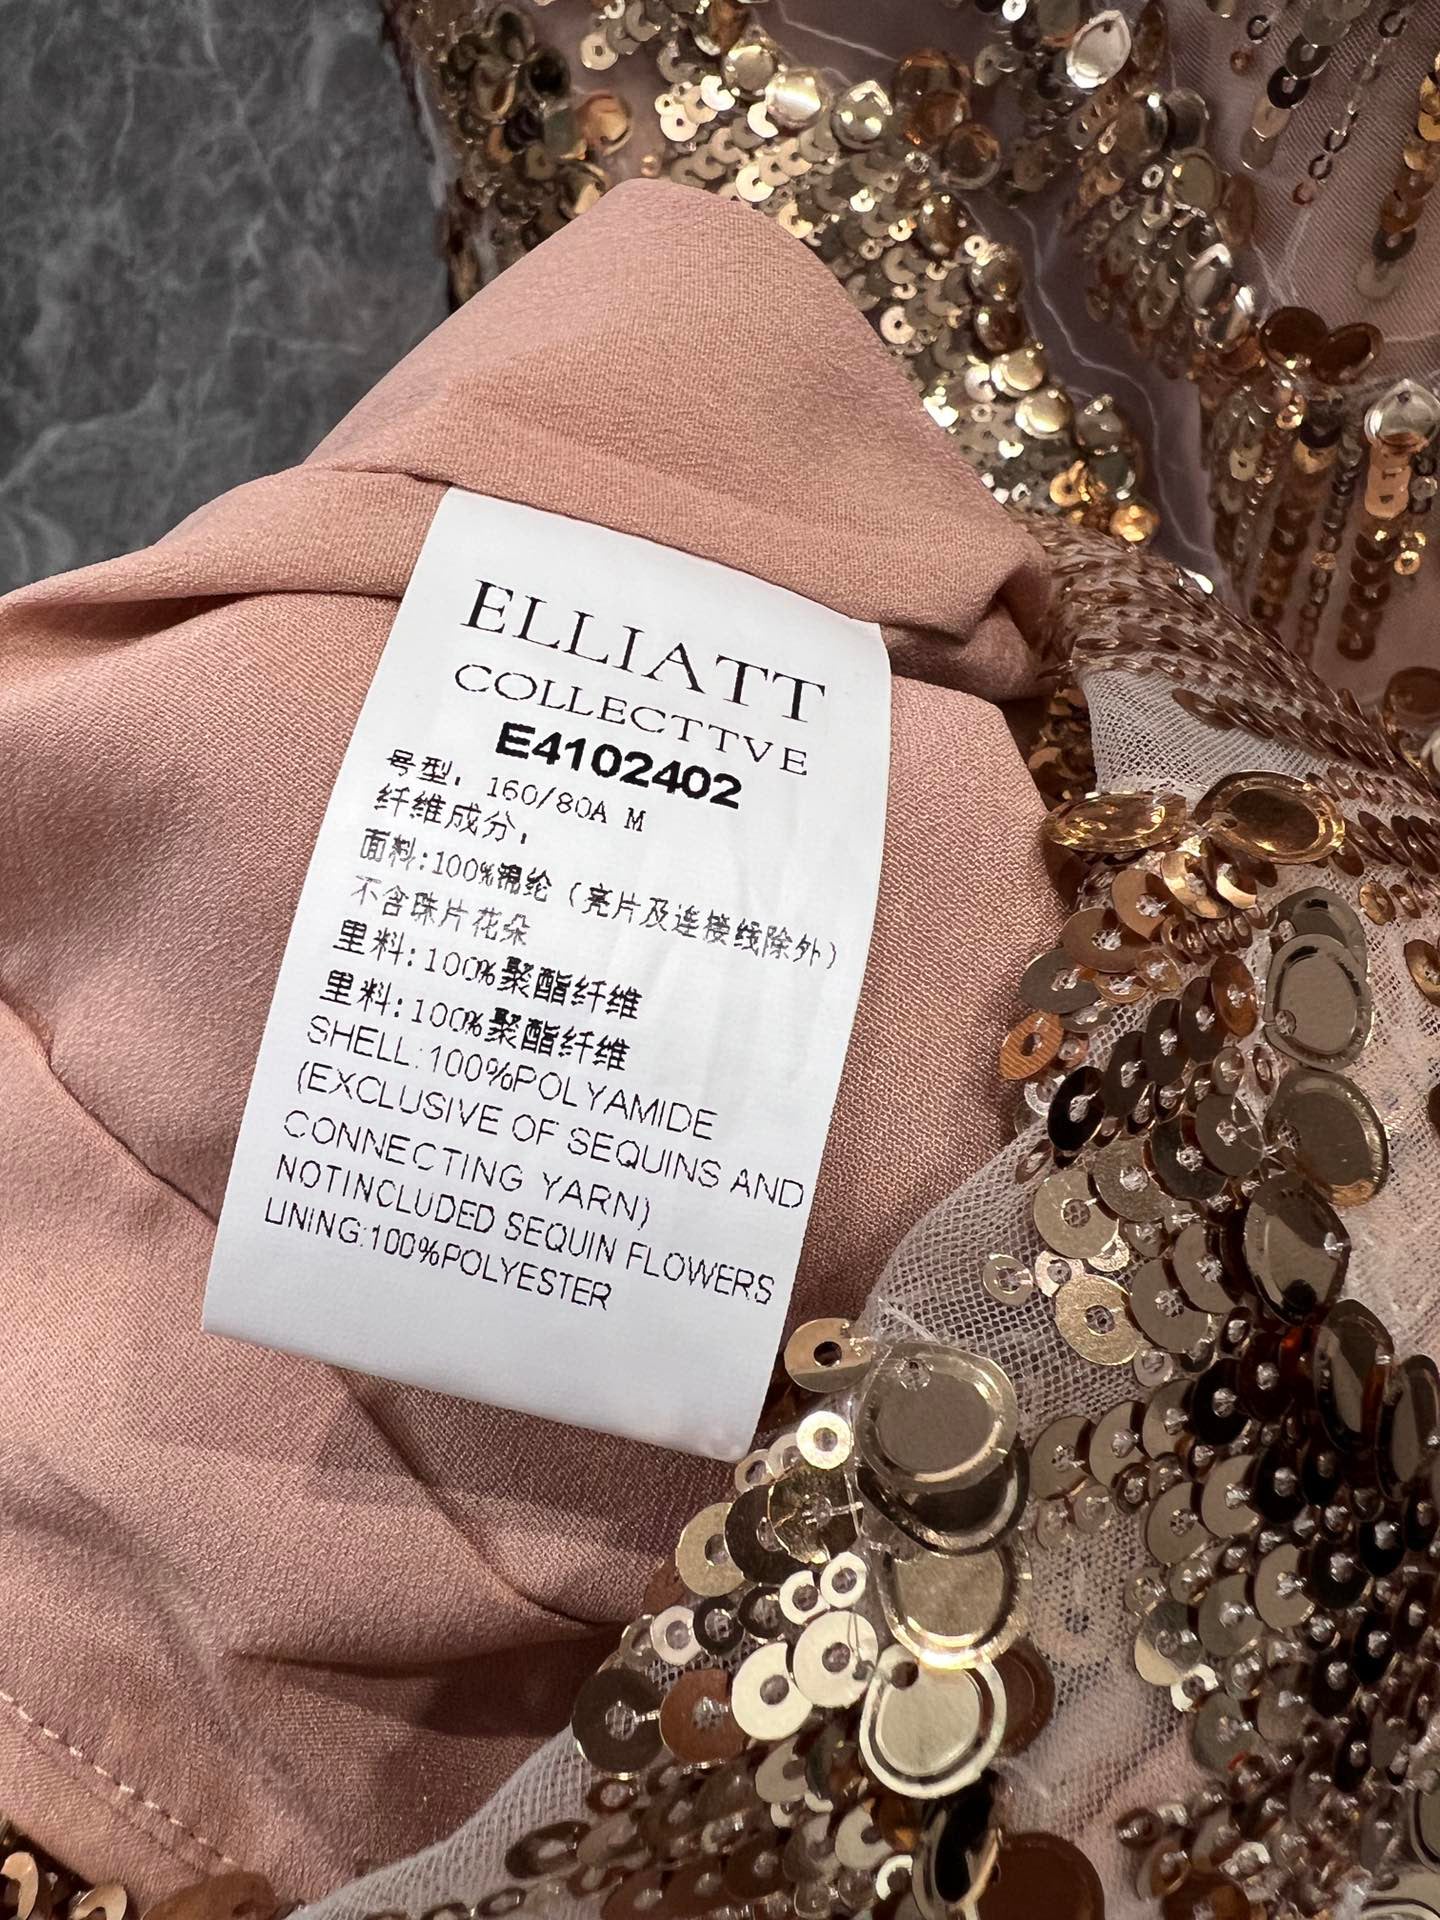 ELLIATT
COLLECTTVE
E4102402
号型: 160/80A M
纤维成分:
面料:100%锦纶（亮片及连接线除外）
不含珠片花朵
里料:100%聚酯纤维
里料:100%聚酯纤维
SHELL:100%POLYAMIDE
(EXCLUSIVE OF SEQUINS AND
CONNECTING YARN)
NOTINCLUDED SEQUIN FLOWERS
LINING:100%POLYESTER